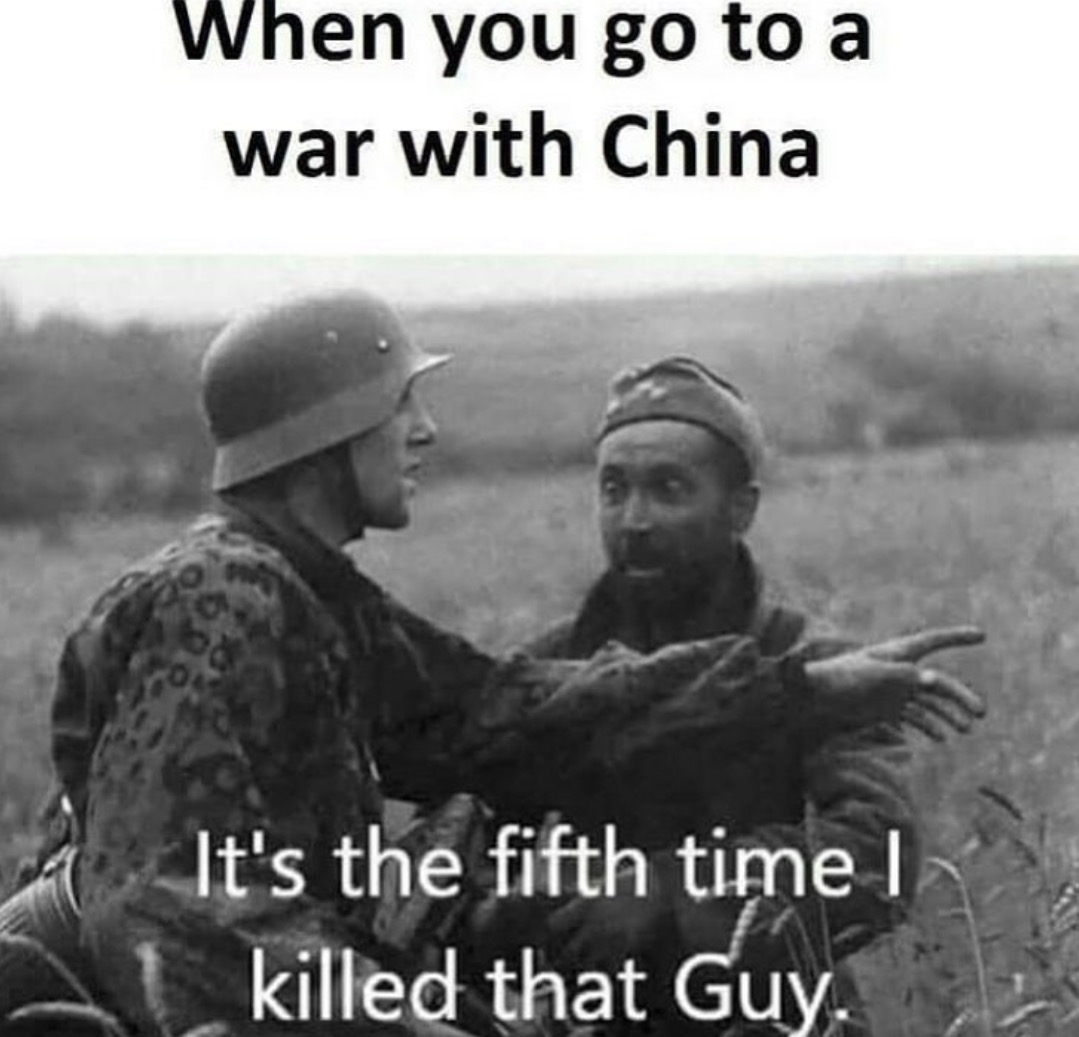 When you go to a
war with China
It's the fifth time I
killed that Guy.